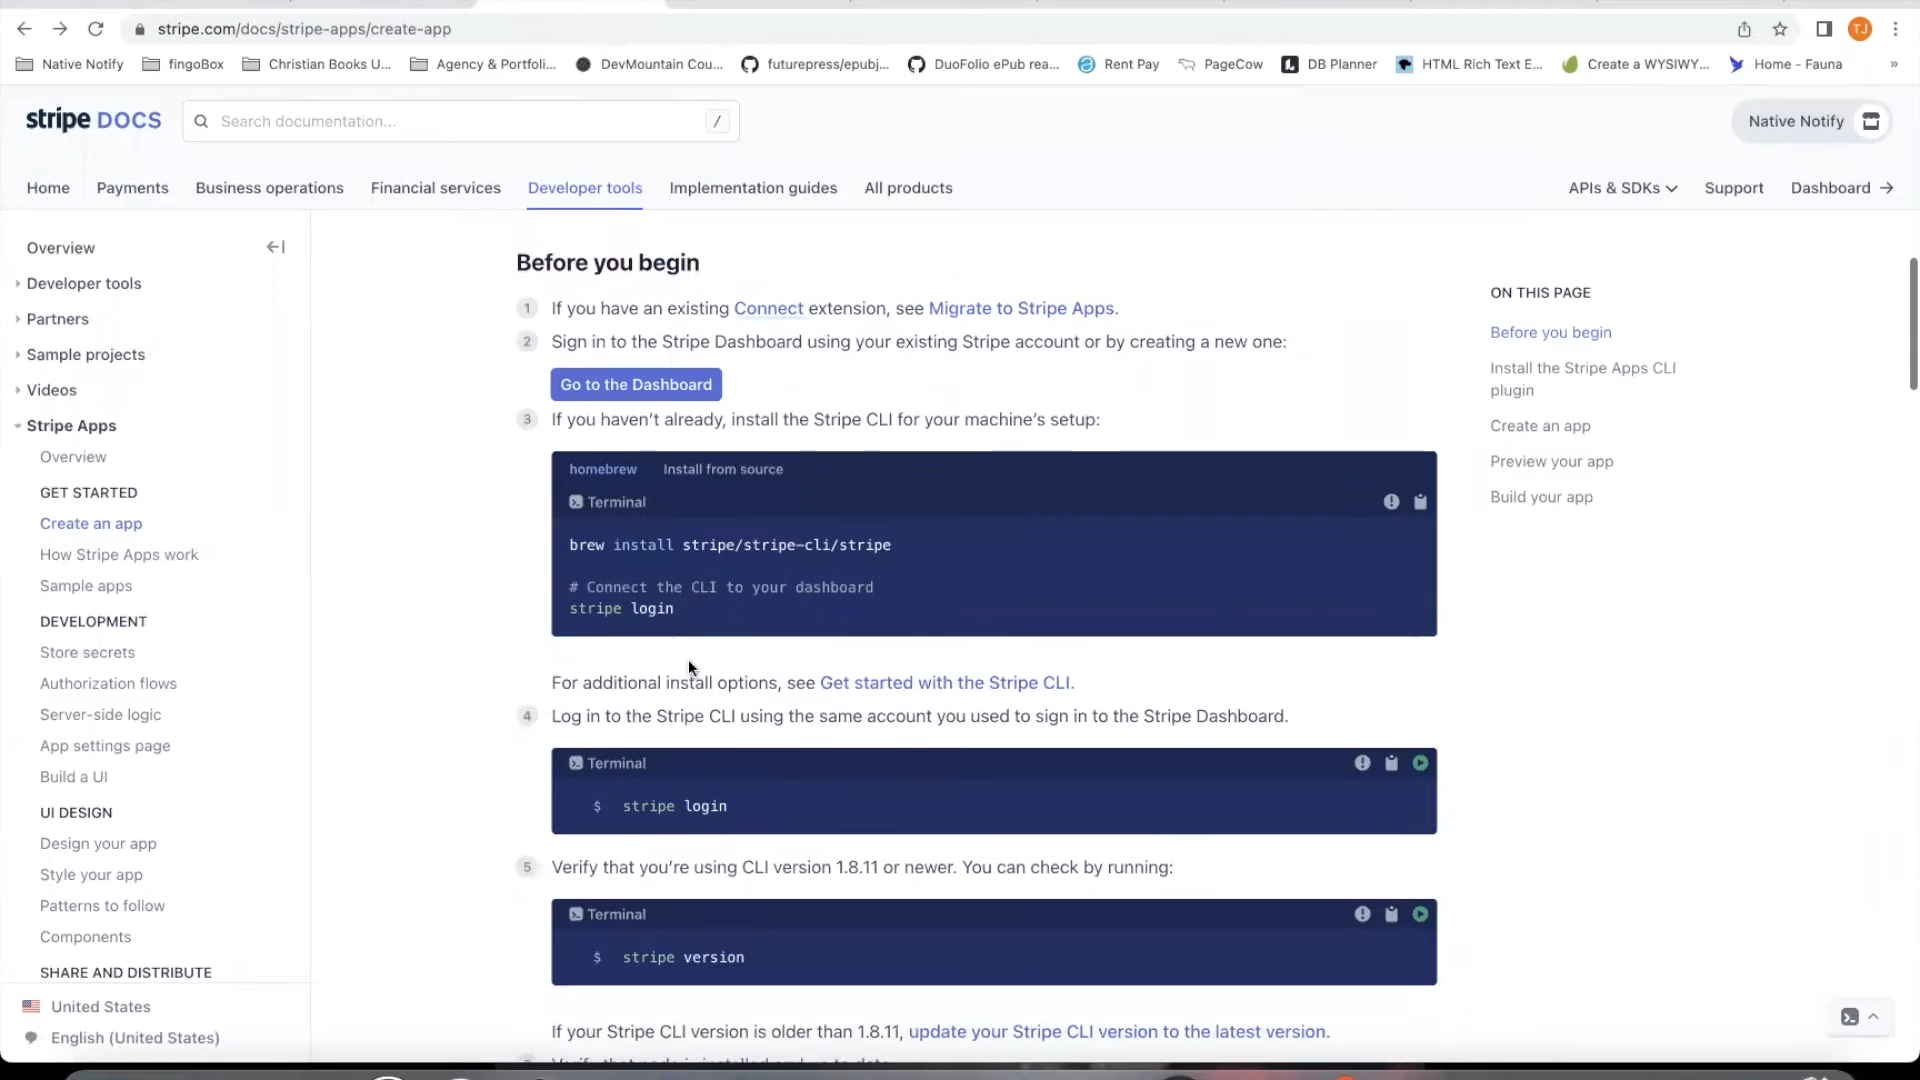 stripe.com/docs/stripe-apps/create-app
TJ
Native Notify
fingoBox
Christian Books U...
Agency & Portfoli...
DevMountain Cou...
futurepress/epubj...
DuoFolio ePub rea...
Rent Pay
PageCow
DB Planner
HTML Rich Text E...
Create a WYSIWY...
Home - Fauna
»
stripe DOCS
Search documentation...
/
Native Notify
Home
Payments
Business operations
Financial services
Developer tools
Implementation guides
All products
APIs & SDKs
Support
Dashboard
Overview
Developer tools
Partners
Sample projects
Videos
Stripe Apps
Overview
GET STARTED
Create an app
How Stripe Apps work
Sample apps
DEVELOPMENT
Store secrets
Authorization flows
Server-side logic
App settings page
Build a UI
UI DESIGN
Design your app
Style your app
Patterns to follow
Components
SHARE AND DISTRIBUTE
United States
English (United States)
Before you begin
1 If you have an existing Connect extension, see Migrate to Stripe Apps.
2 Sign in to the Stripe Dashboard using your existing Stripe account or by creating a new one:
Go to the Dashboard
3 If you haven't already, install the Stripe CLI for your machine's setup:
homebrew Install from source
Terminal
brew install stripe/stripe-cli/stripe
# Connect the CLI to your dashboard
stripe login
For additional install options, see Get started with the Stripe CLI.
4 Log in to the Stripe CLI using the same account you used to sign in to the Stripe Dashboard.
Terminal
$ stripe login
5 Verify that you're using CLI version 1.8.11 or newer. You can check by running:
Terminal
$ stripe version
If your Stripe CLI version is older than 1.8.11, update your Stripe CLI version to the latest version.
ON THIS PAGE
Before you begin
Install the Stripe Apps CLI
plugin
Create an app
Preview your app
Build your app